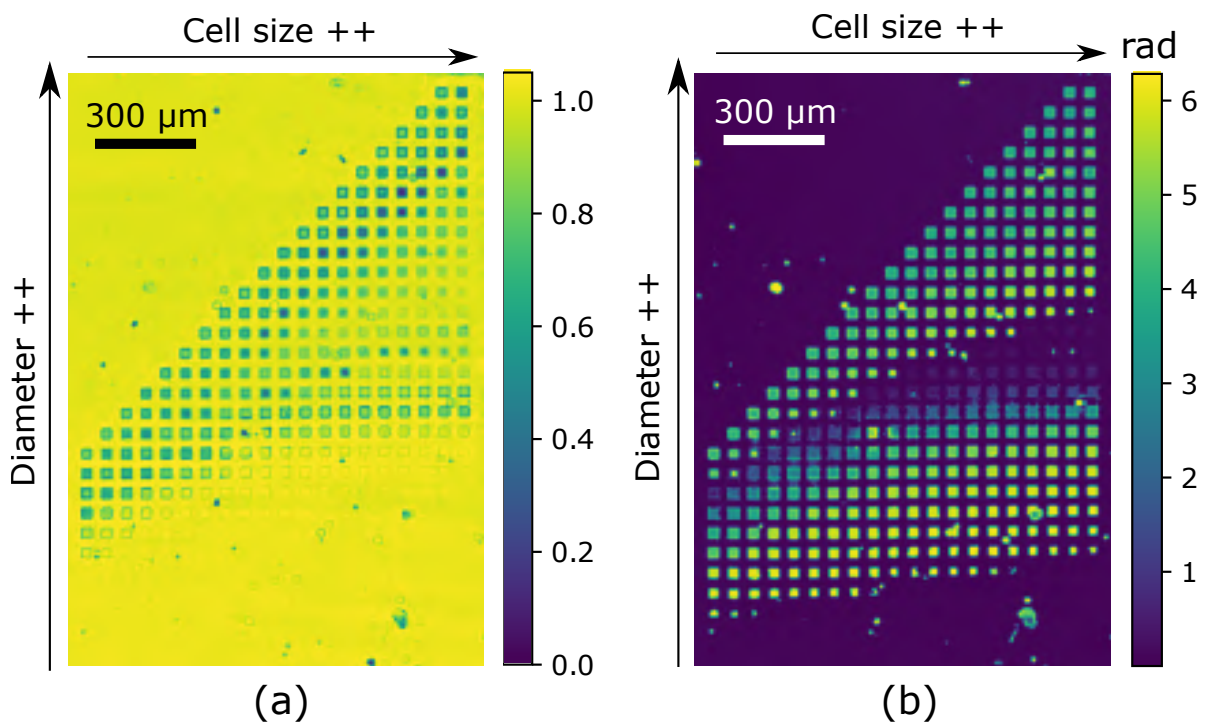 Cell size ++
Diameter ++
300 µm
1.0
0.8
0.6
0.4
0.2
0.0
(a)
Cell size ++
rad
Diameter ++
300 µm
6
5
4
3
2
1
(b)